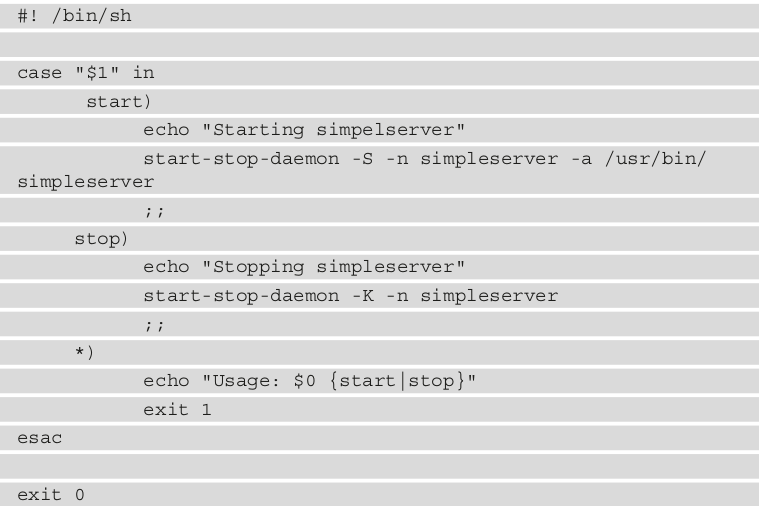 #! /bin/sh
case "$1" in
start)
echo "Starting simpelserver"
start-stop-daemon -S -n simpleserver -a /usr/bin/
simpleserver
;;
stop)
echo "Stopping simpleserver"
start-stop-daemon -K -n simpleserver
;;
*)
echo "Usage: $0 {start|stop}"
exit 1
esac
exit 0